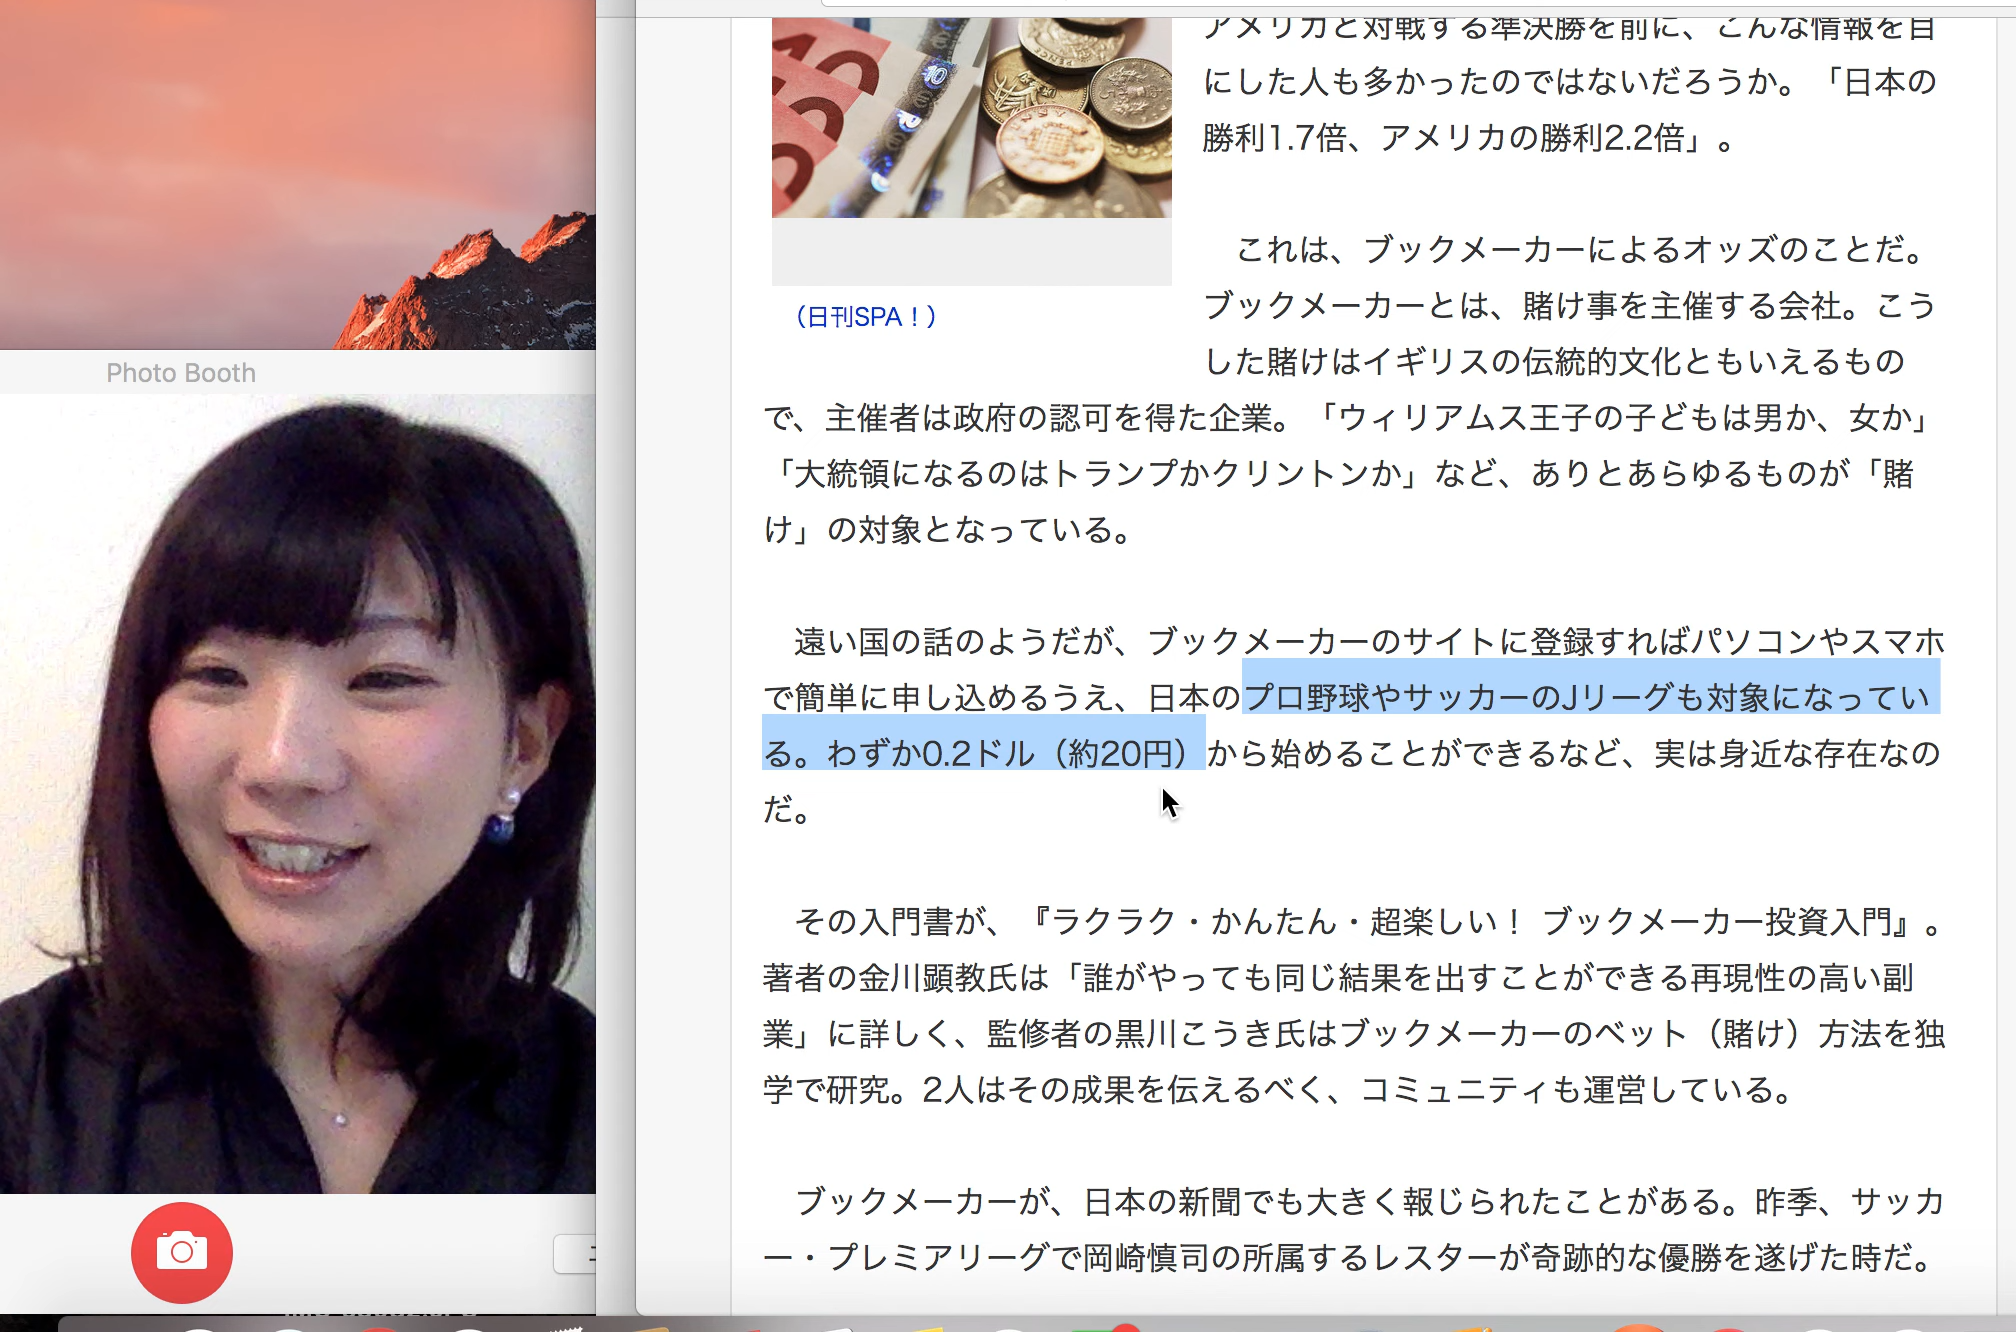 アメリカと対戦する準決勝を前に、こんな情報を目
にした人も多かったのではないだろうか。「日本の
勝利1.7倍、アメリカの勝利2.2倍」。
これは、ブックメーカーによるオッズのことだ。
ブックメーカーとは、賭け事を主催する会社。こう
した賭けはイギリスの伝統的文化ともいえるもの
(日刊SPA！)
で、主催者は政府の認可を得た企業。「ウィリアムス王子の子どもは男か、女か」
「大統領になるのはトランプかクリントンか」など、ありとあらゆるものが「賭
け」の対象となっている。
遠い国の話のようだが、ブックメーカーのサイトに登録すればパソコンやスマホ
で簡単に申し込めるうえ、日本のプロ野球やサッカーのJリーグも対象になってい
る。わずか0.2ドル（約20円）から始めることができるなど、実は身近な存在なの
だ。
その入門書が、『ラクラク・かんたん・超楽しい！ ブックメーカー投資入門』。
著者の金川顕教氏は「誰がやっても同じ結果を出すことができる再現性の高い副
業」に詳しく、監修者の黒川こうき氏はブックメーカーのベット（賭け）方法を独
学で研究。2人はその成果を伝えるべく、コミュニティも運営している。
ブックメーカーが、日本の新聞でも大きく報じられたことがある。昨季、サッカ
ー・プレミアリーグで岡崎慎司の所属するレスターが奇跡的な優勝を遂げた時だ。
Photo Booth
10
10